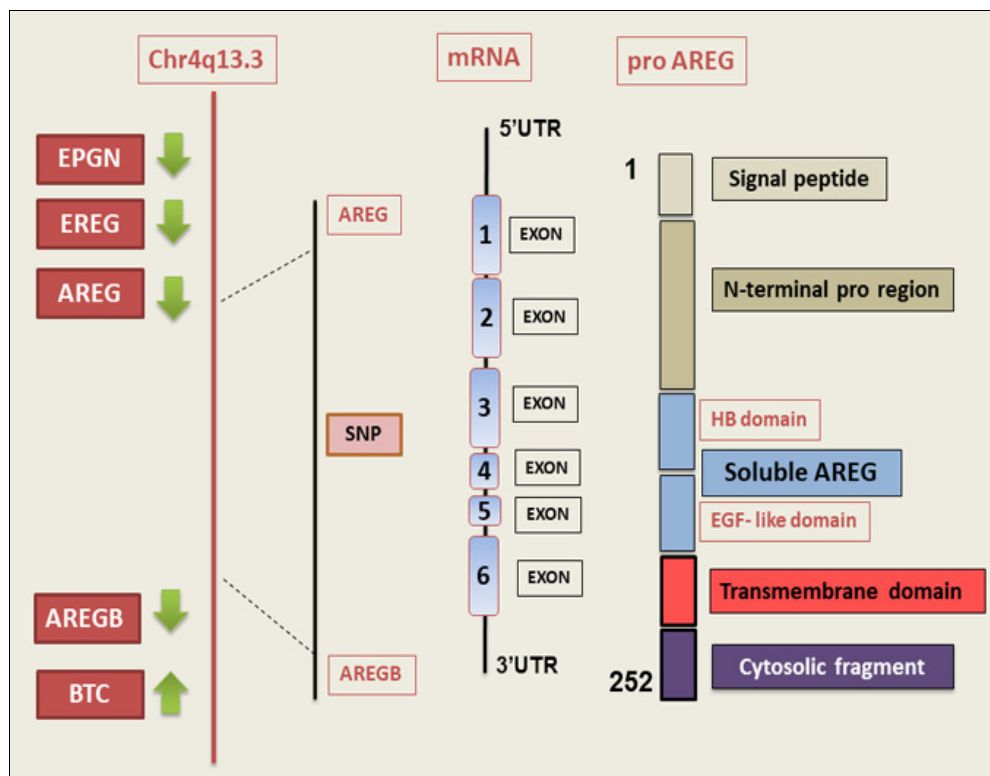 Chr4q13.3
mRNA
pro AREG
EPGN
EREG
AREG
AREGB
BTC
AREG
SNP
AREGB
5'UTR
1
EXON
2
EXON
3
EXON
4
EXON
5
EXON
6
EXON
3'UTR
1
Signal peptide
N-terminal pro region
HB domain
Soluble AREG
EGF- like domain
Transmembrane domain
Cytosolic fragment
252